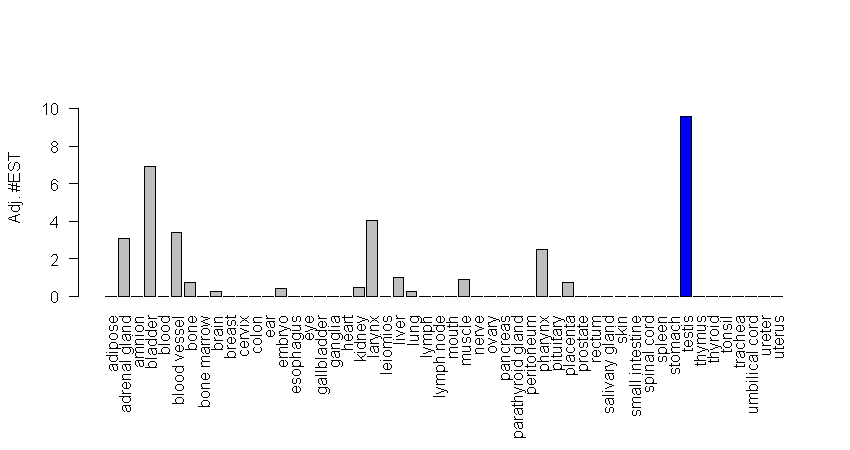 Adj. #EST
10
8
6
4
2
0
adipose
adrenal gland
amnion
bladder
blood
blood vessel
bone
bone marrow
brain
breast
cervix
colon
ear
embryo
esophagus
eye
gallbladder
ganglia
heart
kidney
larynx
leiomios
liver
lung
lymph
lymph node
mouth
muscle
nerve
ovary
pancreas
parathyroid gland
peritoneum
pharynx
pituitary
placenta
prostate
rectum
salivary gland
skin
small intestine
spinal cord
spleen
stomach
testis
thymus
thyroid
tonsil
trachea
umbilical cord
ureter
uterus